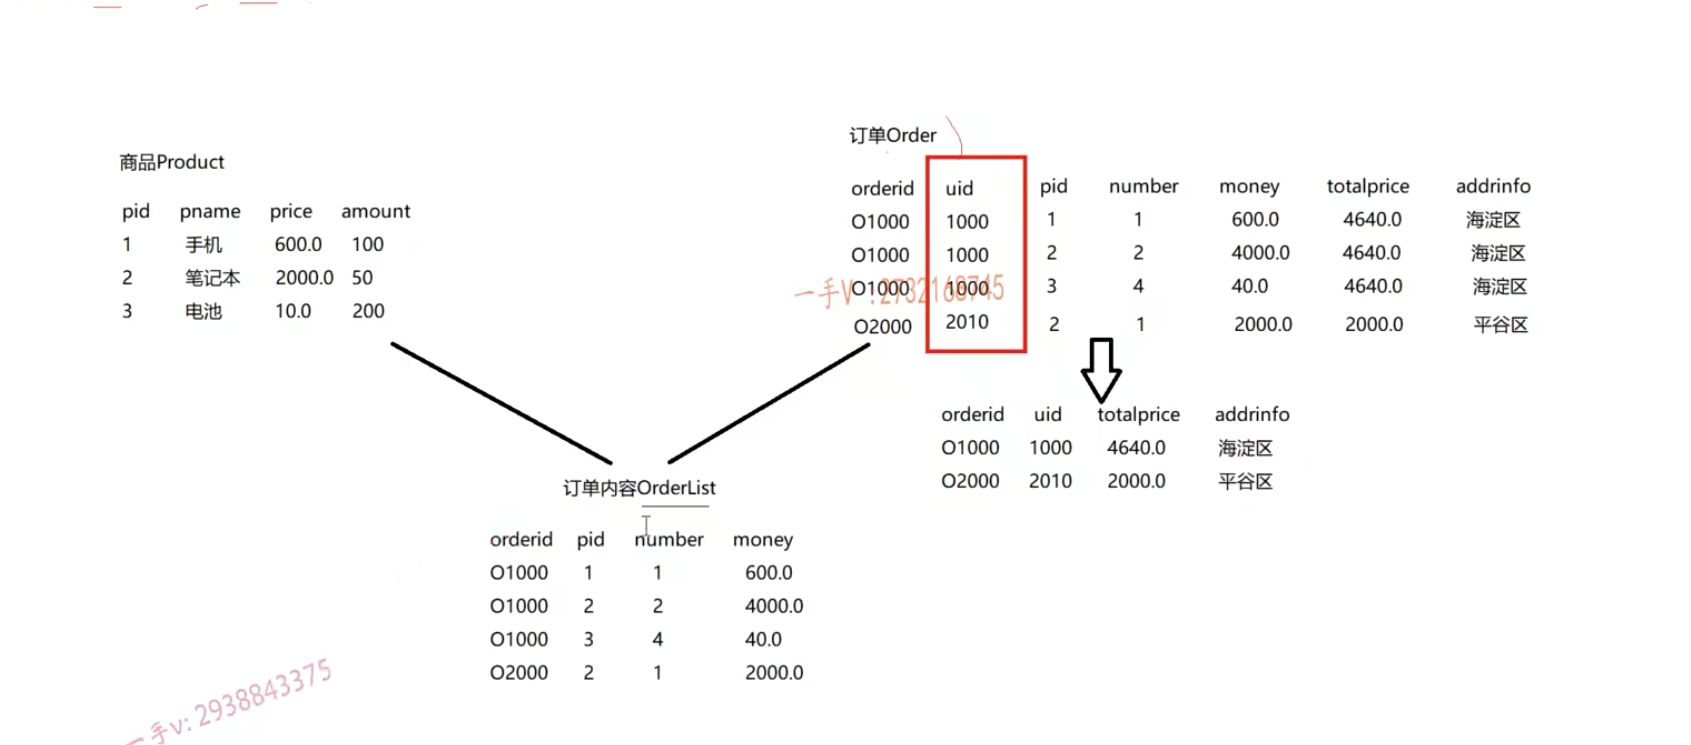 商品Product
pid pname price amount
1 手机 600.0 100
2 笔记本 2000.0 50
3 电池 10.0 200
订单Order
orderid uid pid number money totalprice addrinfo
O1000 1000 1 1 600.0 4640.0 海淀区
O1000 1000 2 2 4000.0 4640.0 海淀区
O1000 1000 3 4 40.0 4640.0 海淀区
一手V :2732168745
O2000 2010 2 1 2000.0 2000.0 平谷区
orderid uid totalprice addrinfo
O1000 1000 4640.0 海淀区
O2000 2010 2000.0 平谷区
订单内容OrderList
orderid pid number money
O1000 1 1 600.0
O1000 2 2 4000.0
O1000 3 4 40.0
O2000 2 1 2000.0
一手v: 2938843375